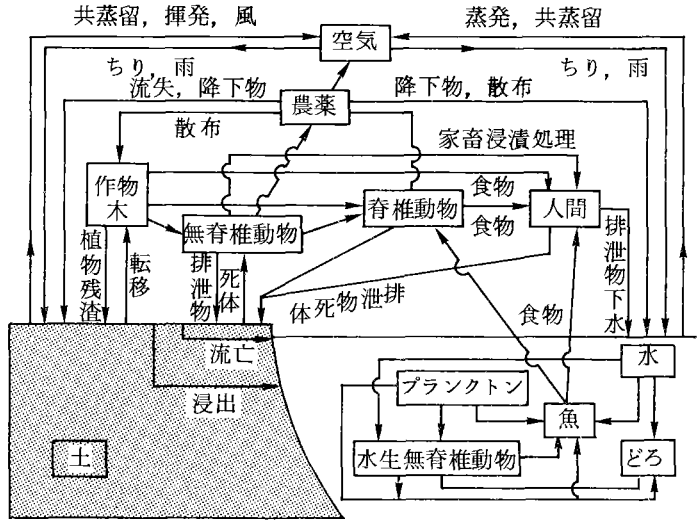 共蒸留，揮発，風
蒸発，共蒸留
空気
ちり，雨
ちり，雨
流失，降下物
農薬
降下物，散布
散布
家畜浸漬処理
作物
木
無脊椎動物
脊椎動物
食物
食物
人間
植物残渣
転移
排泄物
死体
体死物泄排
食物
排泄物下水
流亡
浸出
土
水
プランクトン
魚
水生無脊椎動物
どろ